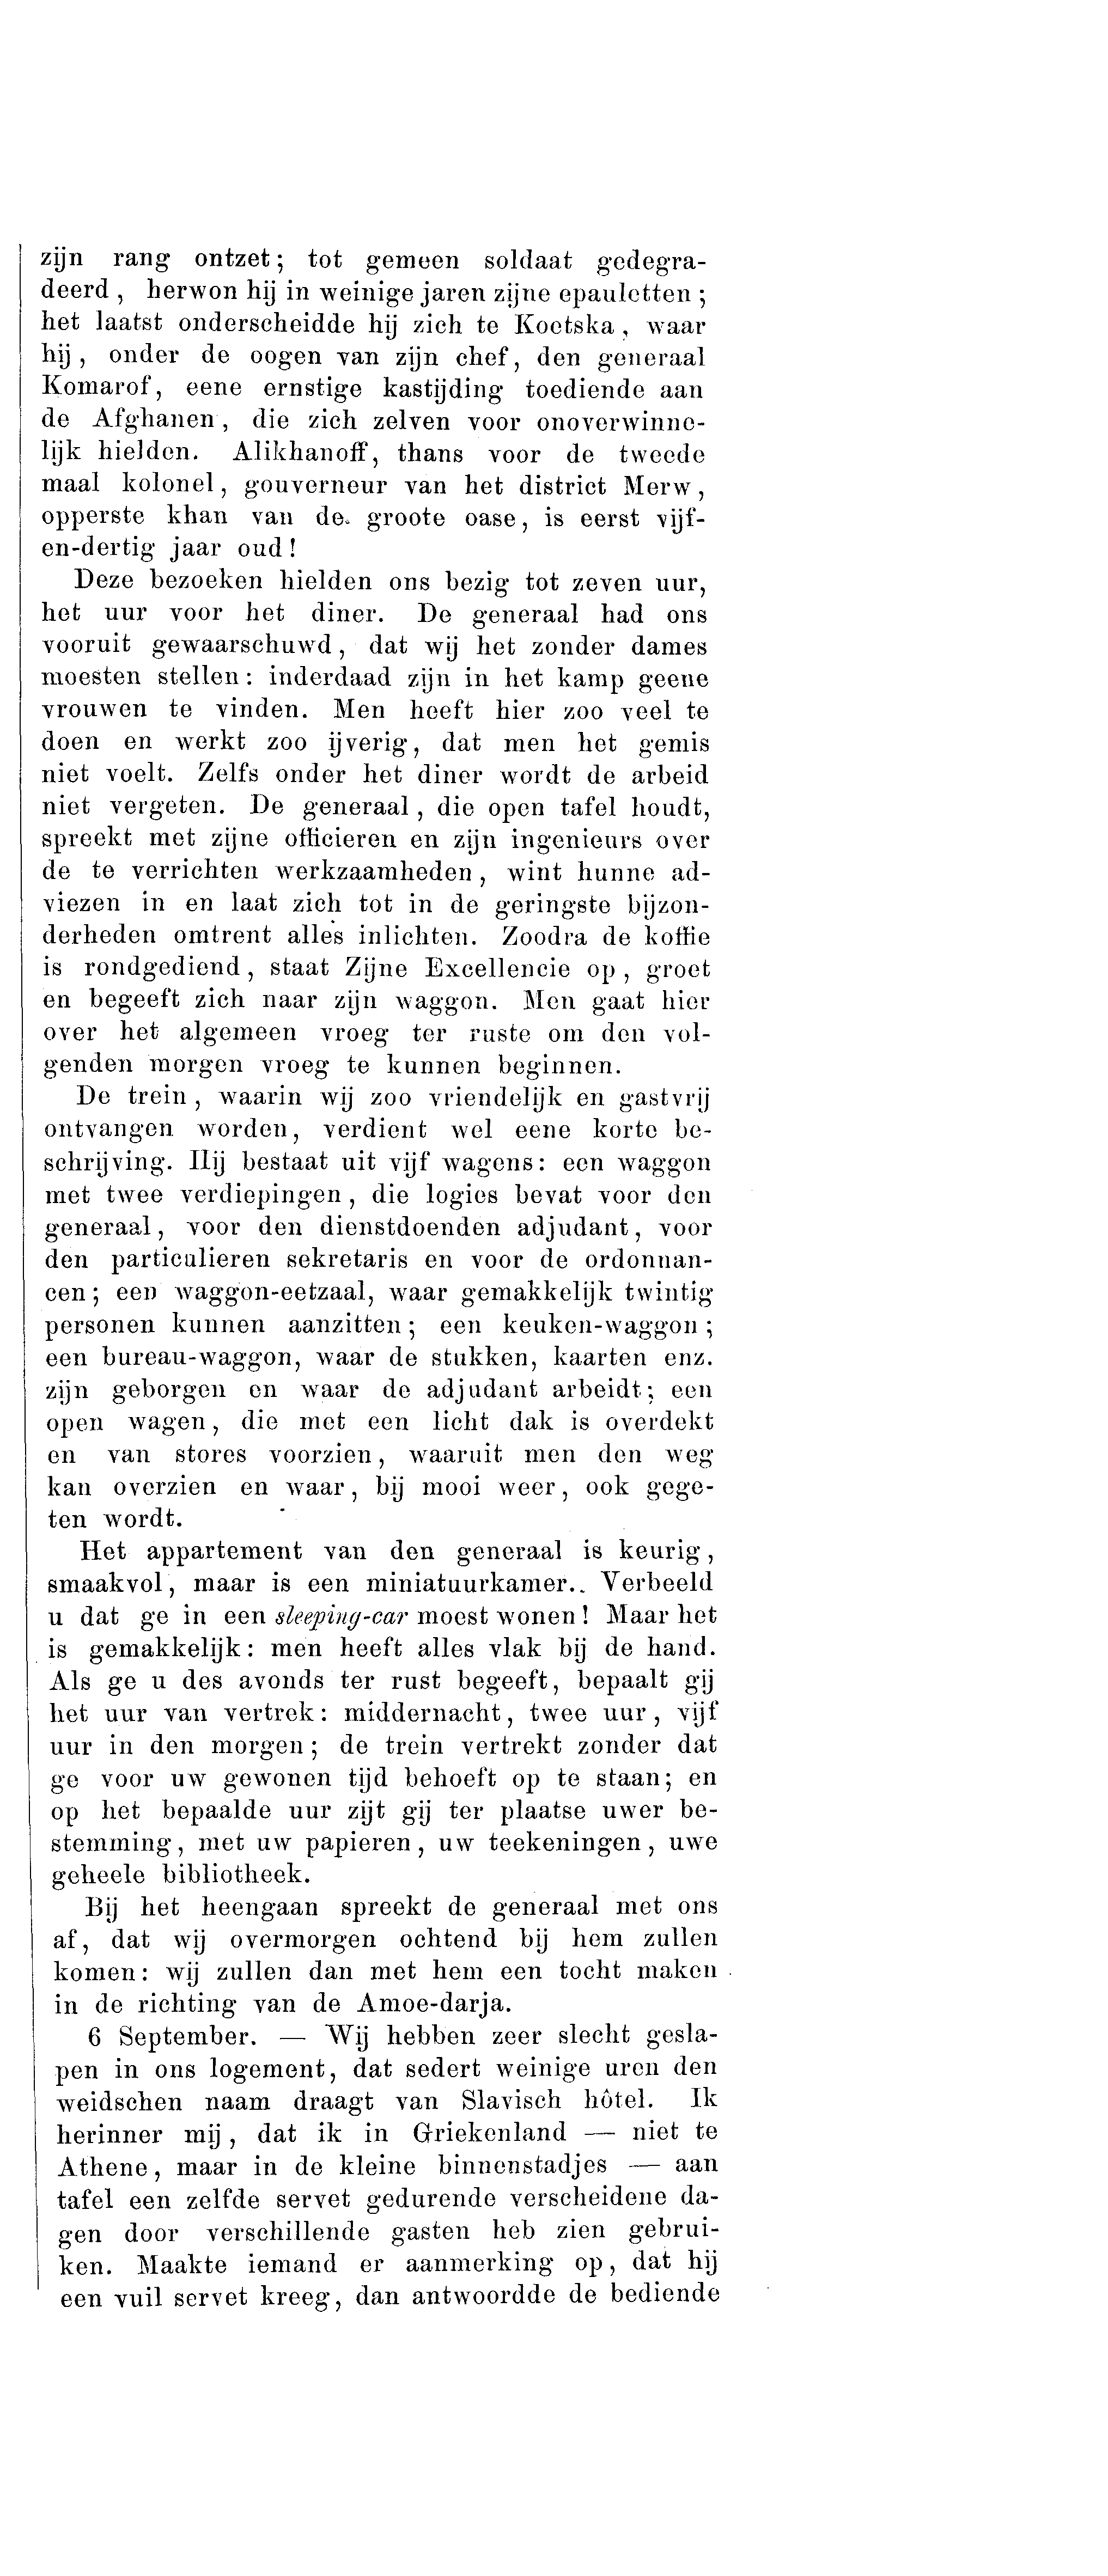 zijn rang ontzet; tot gemeen soldaat gedegra-
deerd, herwon hij in weinige jaren zijne epauletten;
het laatst onderscheidde hij zich te Koetska, waar
hij, onder de oogen van zijn chef, den generaal
Komarof, eene ernstige kastijding toediende aan
de Afghanen, die zich zelven voor onoverwinne-
lijk hielden. Alikhanoff, thans voor de tweede
maal kolonel, gouverneur van het district Merw,
opperste khan van de groote oase, is eerst vijf-
en-dertig jaar oud!
Deze bezoeken hielden ons bezig tot zeven uur,
het uur voor het diner. De generaal had ons
vooruit gewaarschuwd, dat wij het zonder dames
moesten stellen: inderdaad zijn in het kamp geene
vrouwen te vinden. Men heeft hier zoo veel te
doen en werkt zoo ijverig, dat men het gemis
niet voelt. Zelfs onder het diner wordt de arbeid
niet vergeten. De generaal, die open tafel houdt,
spreekt met zijne officieren en zijn ingenieurs over
de te verrichten werkzaamheden, wint hunne ad-
viezen in en laat zich tot in de geringste bijzon-
derheden omtrent alles inlichten. Zoodra de koffie
is rondgediend, staat Zijne Excellencie op, groet
en begeeft zich naar zijn waggon. Men gaat hier
over het algemeen vroeg ter ruste om den vol-
genden morgen vroeg te kunnen beginnen.
De trein, waarin wij zoo vriendelijk en gastvrij
ontvangen worden, verdient wel eene korte be-
schrijving. Hij bestaat uit vijf wagens: een waggon
met twee verdiepingen, die logies bevat voor den
generaal, voor den dienstdoenden adjudant, voor
den particulieren sekretaris en voor de ordonnan-
cen; een waggon-eetzaal, waar gemakkelijk twintig
personen kunnen aanzitten; een keuken-waggon;
een bureau-waggon, waar de stukken, kaarten enz.
zijn geborgen en waar de adjudant arbeidt; een
open wagen, die met een licht dak is overdekt
en van stores voorzien, waaruit men den weg
kan overzien en waar, bij mooi weer, ook gege-
ten wordt.
Het appartement van den generaal is keurig,
smaakvol, maar is een miniatuurkamer. Verbeeld
u dat ge in een sleeping-car moest wonen! Maar het
is gemakkelijk: men heeft alles vlak bij de hand.
Als ge u des avonds ter rust begeeft, bepaalt gij
het uur van vertrek: middernacht, twee uur, vijf
uur in den morgen; de trein vertrekt zonder dat
ge voor uw gewonen tijd behoeft op te staan; en
op het bepaalde uur zijt gij ter plaatse uwer be-
stemming, met uw papieren, uw teekeningen, uwe
geheele bibliotheek.
Bij het heengaan spreekt de generaal met ons
af, dat wij overmorgen ochtend bij hem zullen
komen: wij zullen dan met hem een tocht maken
in de richting van de Amoe-darja.
6 September. — Wij hebben zeer slecht gesla-
pen in ons logement, dat sedert weinige uren den
weidschen naam draagt van Slavisch hôtel. Ik
herinner mij, dat ik in Griekenland — niet te
Athene, maar in de kleine binnenstadjes — aan
tafel een zelfde servet gedurende verscheidene da-
gen door verschillende gasten heb zien gebrui-
ken. Maakte iemand er aanmerking op, dat hij
een vuil servet kreeg, dan antwoordde de bediende